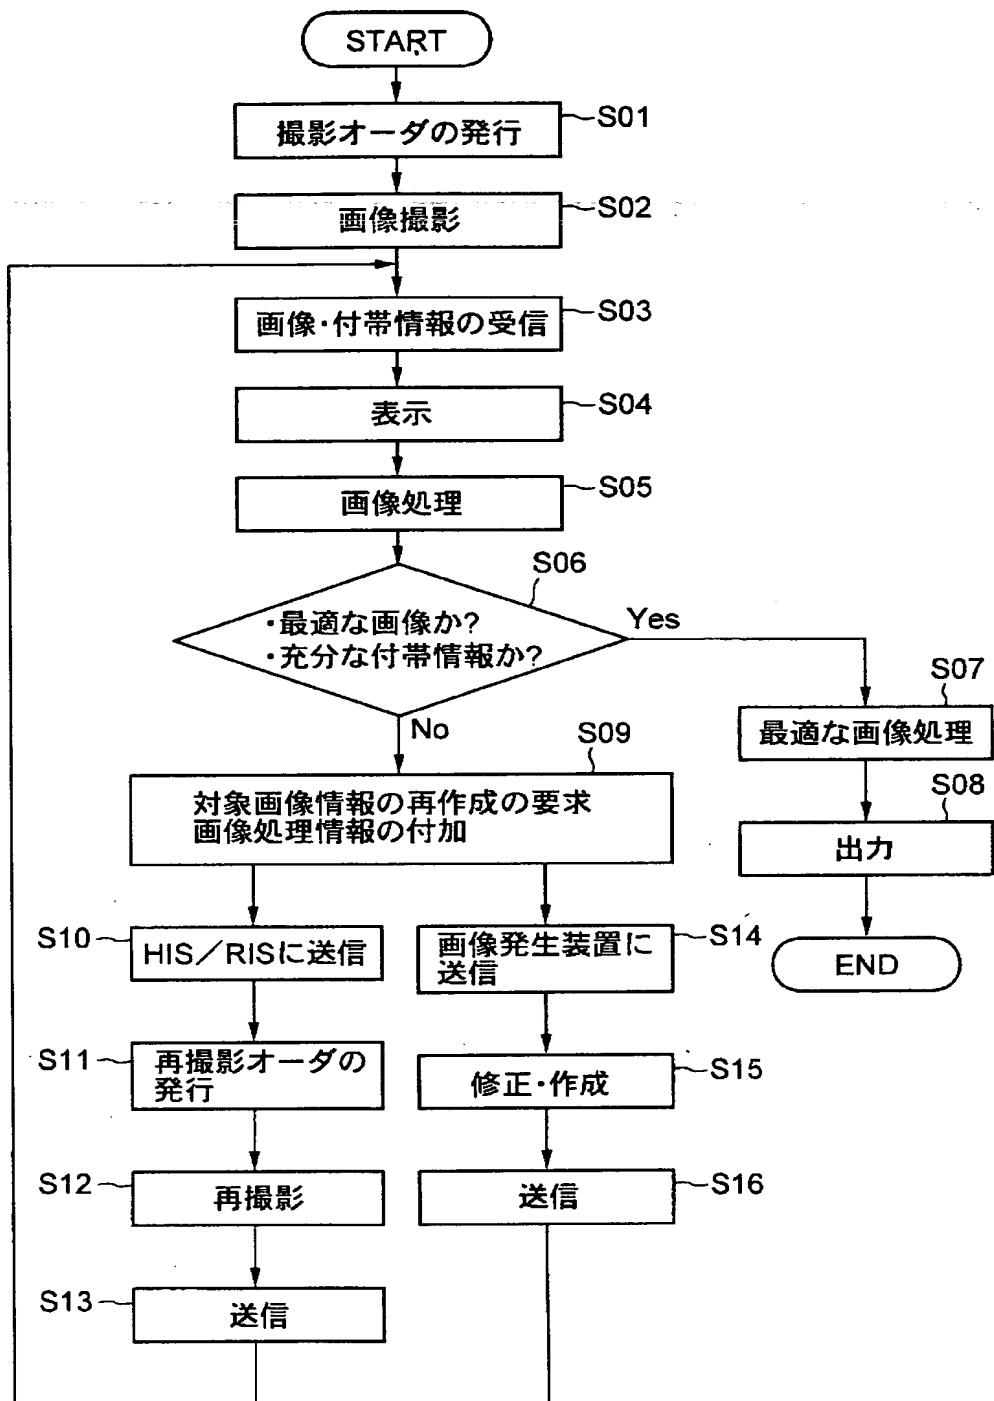 START
撮影オーダの発行
S01
画像撮影
S02
画像・付帯情報の受信
S03
表示
S04
画像処理
S05
S06
・最適な画像か?
・充分な付帯情報か?
Yes
No
S07
最適な画像処理
S08
出力
END
S09
対象画像情報の再作成の要求
画像処理情報の付加
S10
HIS／RISに送信
S11
再撮影オーダの
発行
S12
再撮影
S13
送信
画像発生装置に
送信
S14
修正・作成
S15
送信
S16